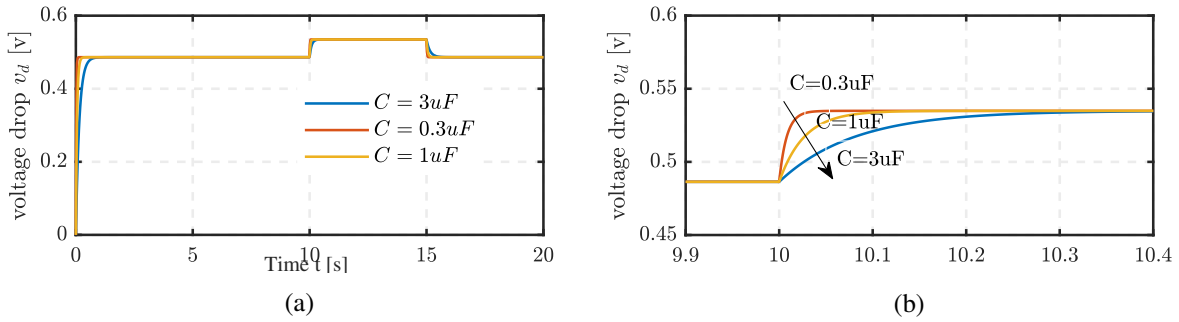 voltage drop v_d [v]
0.6
0.4
0.2
0
C = 3uF
C = 0.3uF
C = 1uF
0 5 10 15 20
Time t [s]
(a)
voltage drop v_d [v]
0.6
0.55
0.5
0.45
C=0.3uF
C=1uF
C=3uF
9.9 10 10.1 10.2 10.3 10.4
(b)